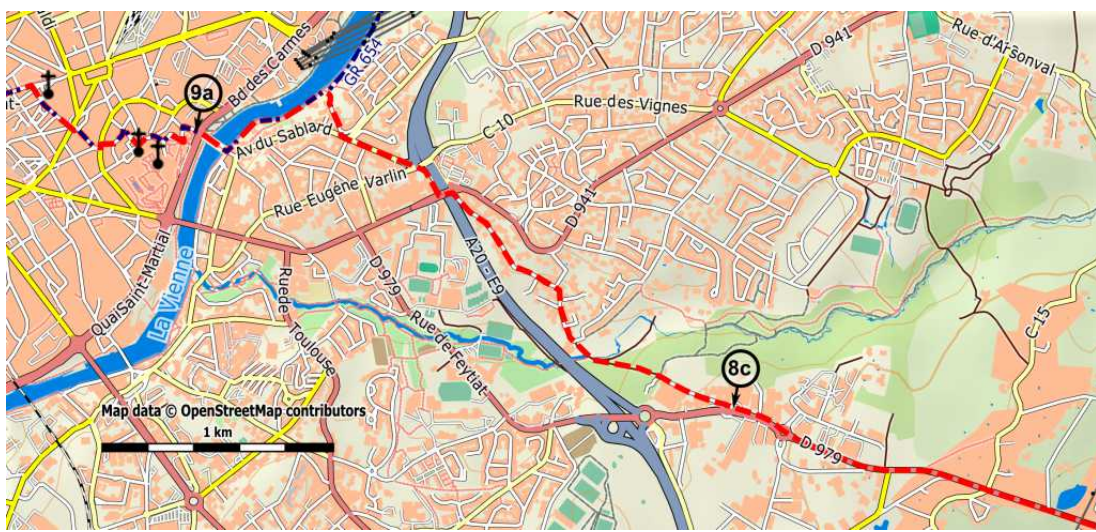 9a
Bd des Carmes
GR 654
D 941
Rue d'Arsonval
Rue des Vignes
C 10
Av. du Sablard
Rue Eugène Varlin
D 941
Quai Saint-Martial
La Vienne
D 979
A20 - E9
Rue de Toulouse
Rue de Feytiat
C 15
8c
Map data © OpenStreetMap contributors
1 km
D 979